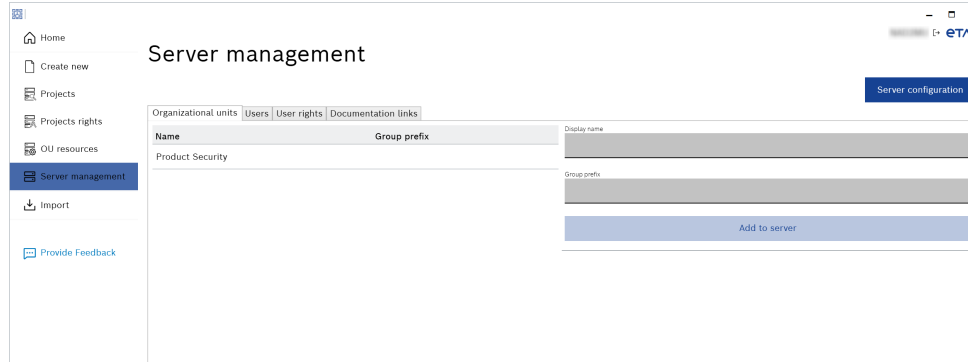 Home
Server management
Create new
Server configuration
Projects
Organizational units Users User rights Documentation links
Projects rights
Name Group prefix
Display name
OU resources
Product Security
Server management
Group prefix
Import
Add to server
Provide Feedback